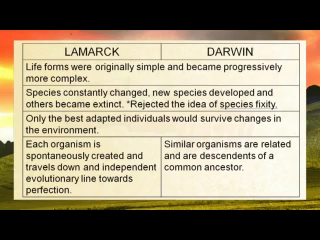 LAMARCK DARWIN
Life forms were originally simple and became progressively
more complex.
Species constantly changed, new species developed and
others became extinct. *Rejected the idea of species fixity.
Only the best adapted individuals would survive changes in
the environment.
Each organism is
spontaneously created and
travels down and independent
evolutionary line towards
perfection.
Similar organisms are related
and are descendents of a
common ancestor.